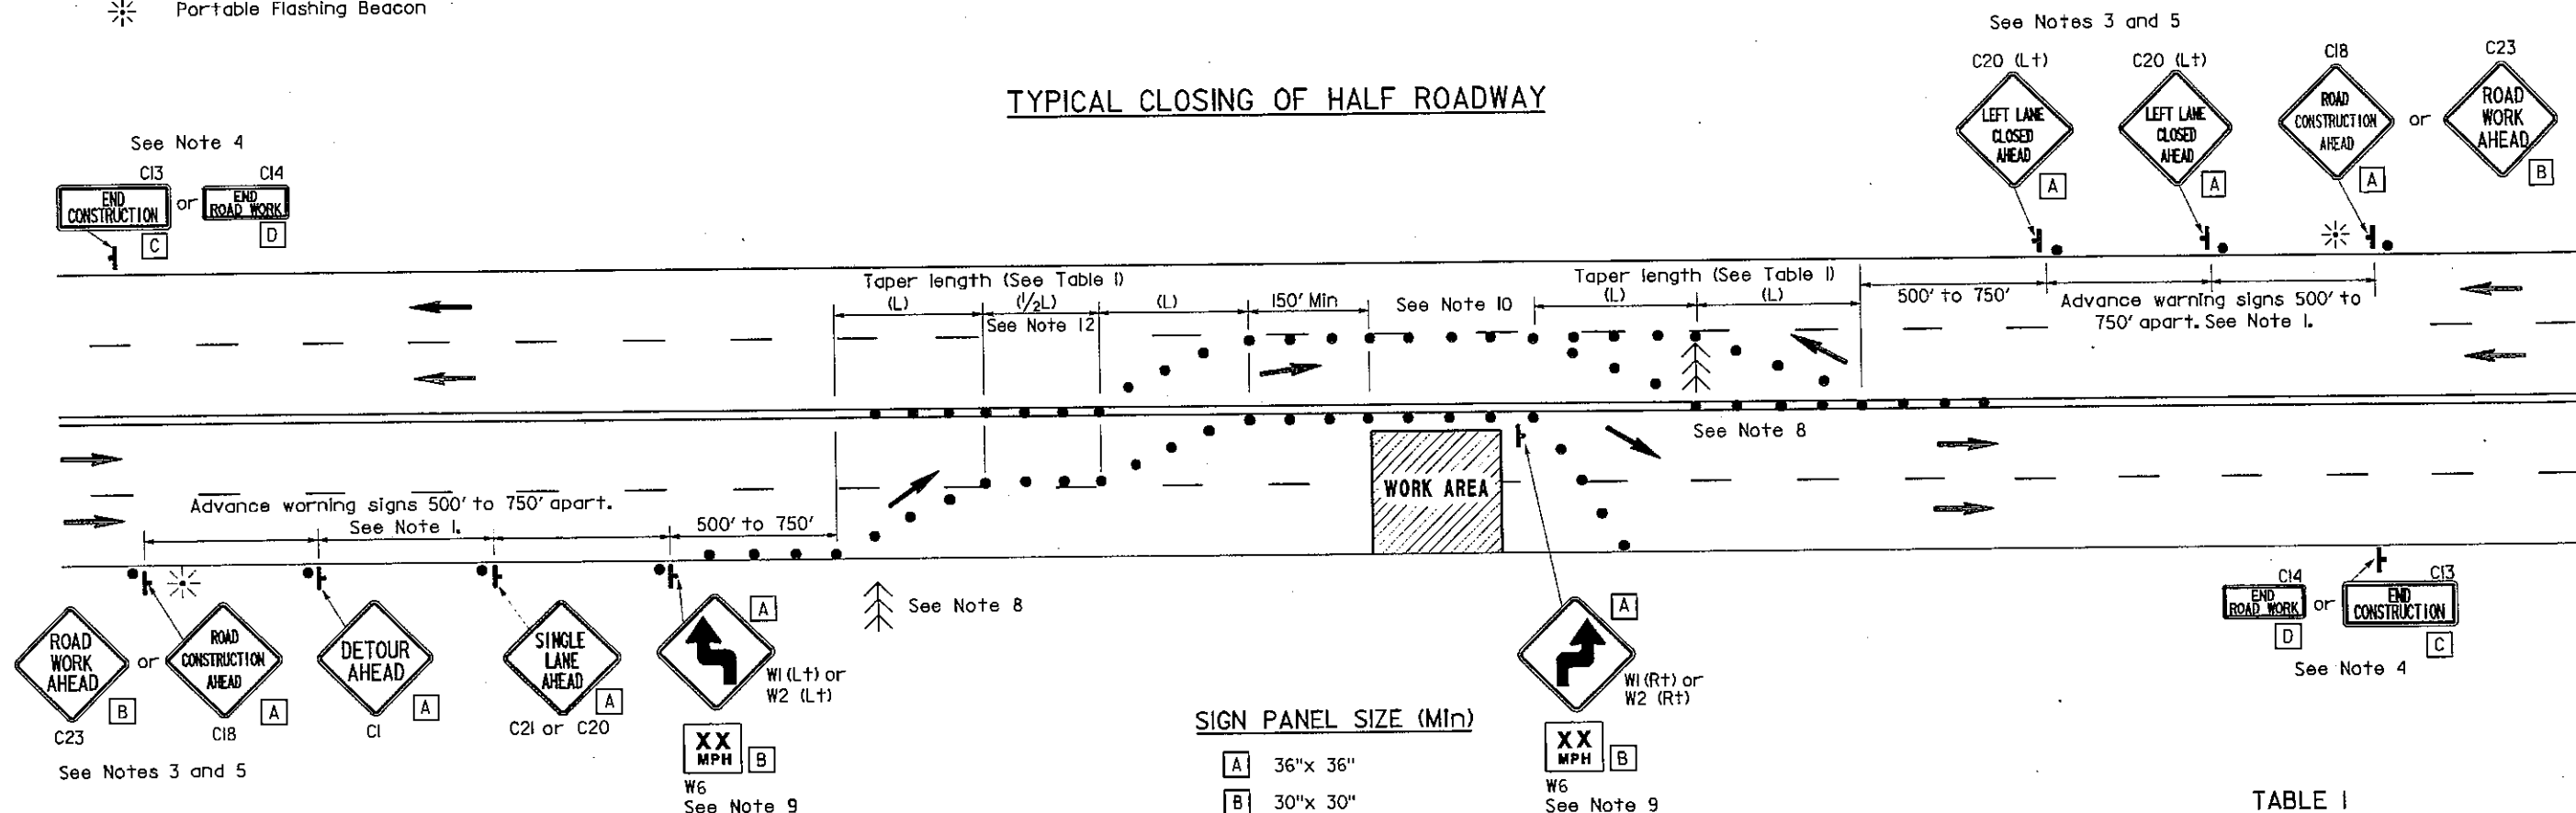 Portable Flashing Beacon
See Notes 3 and 5
TYPICAL CLOSING OF HALF ROADWAY
C20 (Lt)
C20 (Lt)
C18
C23
LEFT LANE
CLOSED
AHEAD
A
LEFT LANE
CLOSED
AHEAD
A
ROAD
CONSTRUCTION
AHEAD
A
or
ROAD
WORK
AHEAD
B
See Note 4
C13
C14
END
CONSTRUCTION
C
or
END
ROAD WORK
D
Taper length (See Table 1)
(L)
(1/2L)
See Note 12
(L)
150' Min
See Note 10
Taper length (See Table 1)
(L)
(L)
500' to 750'
Advance warning signs 500' to
750' apart. See Note 1.
See Note 8
WORK AREA
Advance warning signs 500' to 750' apart.
See Note 1.
500' to 750'
See Note 8
ROAD
WORK
AHEAD
B
C23
or
ROAD
CONSTRUCTION
AHEAD
A
C18
See Notes 3 and 5
DETOUR
AHEAD
A
C1
SINGLE
LANE
AHEAD
A
C21 or C20
A
W1 (Lt) or
W2 (Lt)
XX
MPH
B
W6
See Note 9
SIGN PANEL SIZE (Min)
A 36"x 36"
B 30"x 30"
A
W1 (Rt) or
W2 (Rt)
XX
MPH
B
W6
See Note 9
C14
C13
END
ROAD WORK
D
or
END
CONSTRUCTION
C
See Note 4
TABLE 1